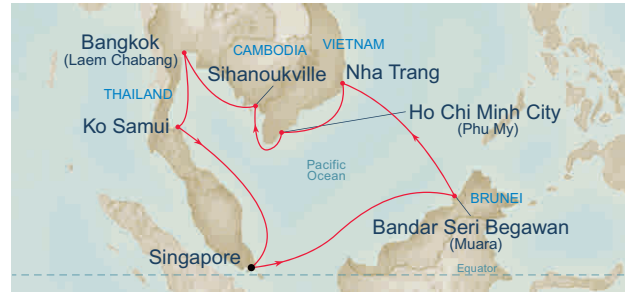 Bangkok
(Laem Chabang)
CAMBODIA
VIETNAM
Sihanoukville
Nha Trang
THAILAND
Ko Samui
Ho Chi Minh City
(Phu My)
Pacific
Ocean
BRUNEI
Bandar Seri Begawan
(Muara)
Singapore
Equator